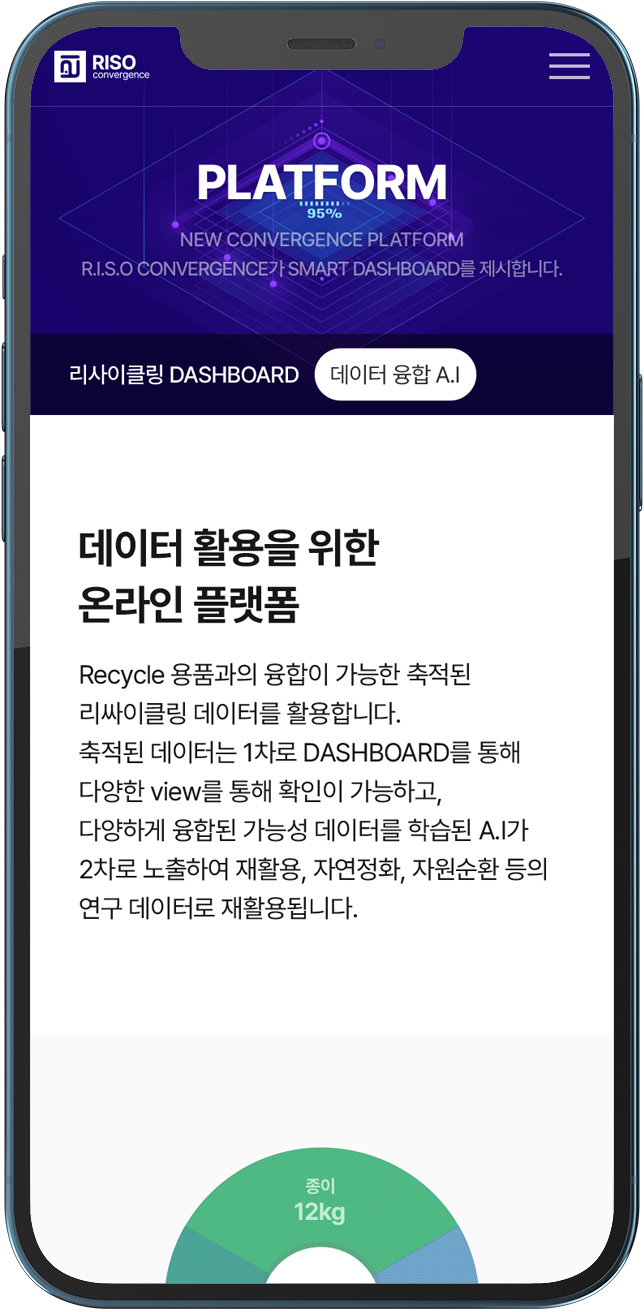 RISO
convergence
PLATFORM
95%
NEW CONVERGENCE PLATFORM
R.I.S.O CONVERGENCE가 SMART DASHBOARD를 제시합니다.
리사이클링 DASHBOARD
데이터 융합 A.I
데이터 활용을 위한
온라인 플랫폼
Recycle 용품과의 융합이 가능한 축적된
리싸이클링 데이터를 활용합니다.
축적된 데이터는 1차로 DASHBOARD를 통해
다양한 view를 통해 확인이 가능하고,
다양하게 융합된 가능성 데이터를 학습된 A.I가
2차로 노출하여 재활용, 자연정화, 자원순환 등의
연구 데이터로 재활용됩니다.
종이
12kg